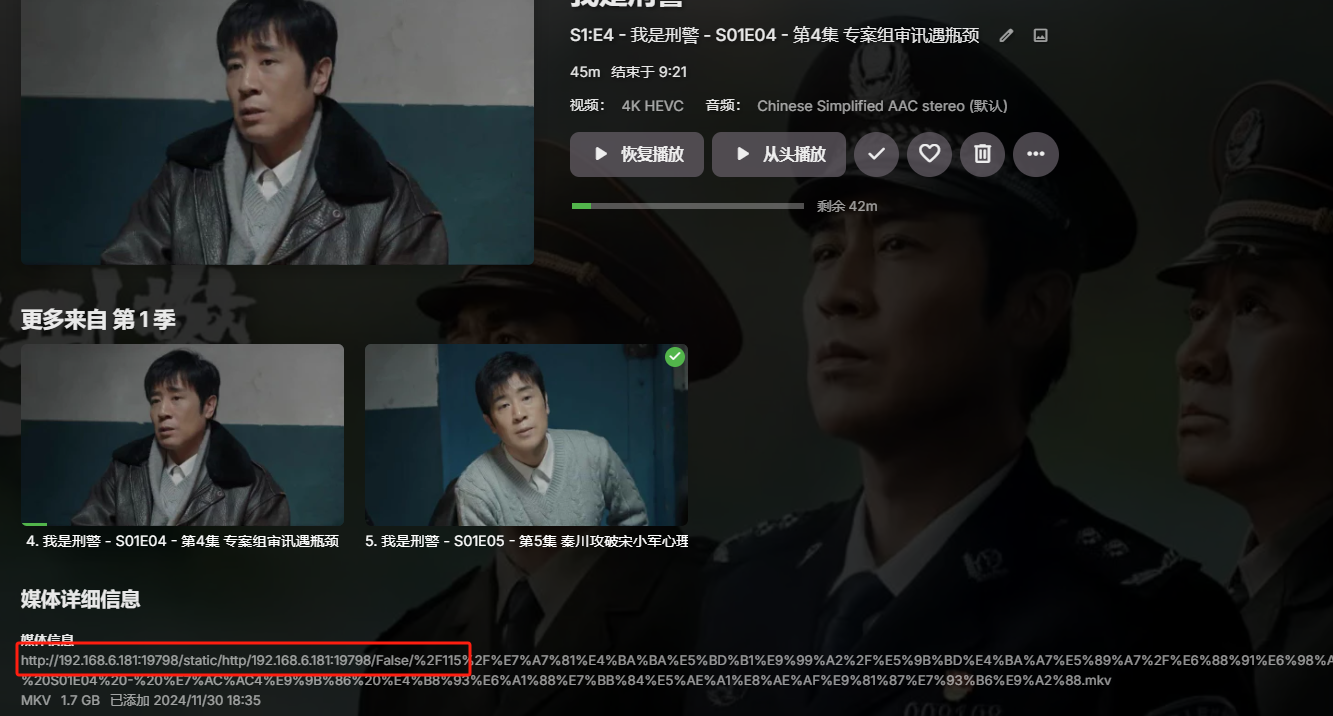 我是刑警
S1:E4 - 我是刑警 - S01E04 - 第4集 专案组审讯遇瓶颈
45m 结束于 9:21
视频： 4K HEVC 音频： Chinese Simplified AAC stereo (默认)
恢复播放 从头播放
剩余 42m
更多来自 第 1 季
4. 我是刑警 - S01E04 - 第4集 专案组审讯遇瓶颈
5. 我是刑警 - S01E05 - 第5集 秦川攻破宋小军心理
媒体详细信息
媒体信息
http://192.168.6.181:19798/static/http/192.168.6.181:19798/False/%2F115%2F%E7%A7%81%E4%BA%BA%E5%BD%B1%E9%99%A2%2F%E5%9B%BD%E4%BA%A7%E5%89%A7%2F%E6%88%91%E6%98%A
%20S01E04%20-%20%E7%AC%AC4%E9%9B%86%20%E4%B8%93%E6%A1%88%E7%BB%84%E5%AE%A1%E8%AE%AF%E9%81%87%E7%93%B6%E9%A2%88.mkv
MKV 1.7 GB 已添加 2024/11/30 18:35